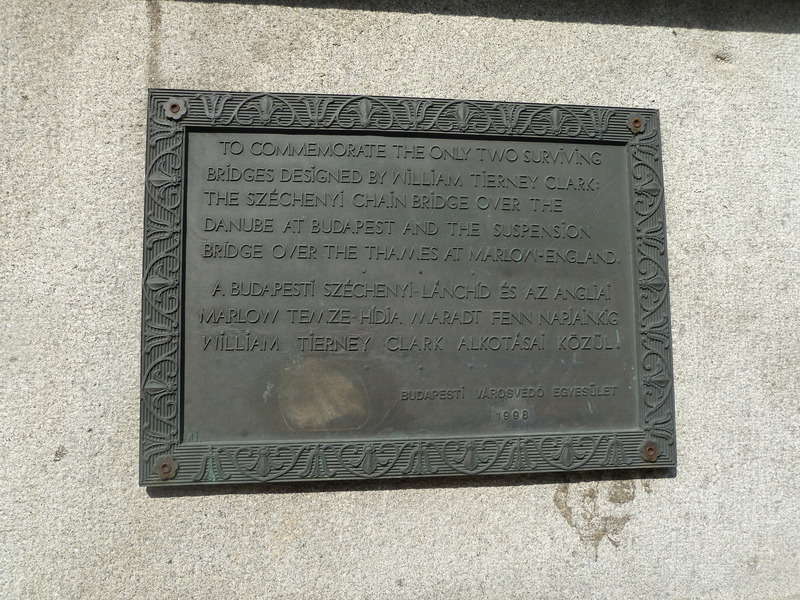 TO COMMEMORATE THE ONLY TWO SURVIVING
BRIDGES DESIGNED BY WILLIAM TIERNEY CLARK:
THE SZÉCHENYI CHAIN BRIDGE OVER THE
DANUBE AT BUDAPEST AND THE SUSPENSION
BRIDGE OVER THE THAMES AT MARLOW-ENGLAND.
A BUDAPESTI SZÉCHENYI-LÁNCHÍD ÉS AZ ANGLIAI
MARLOW TEMZE-HÍDJA MARADT FENN NAPJAINKIG
WILLIAM TIERNEY CLARK ALKOTÁSAI KÖZÜL.
BUDAPESTI VÁROSVÉDŐ EGYESÜLET
1998